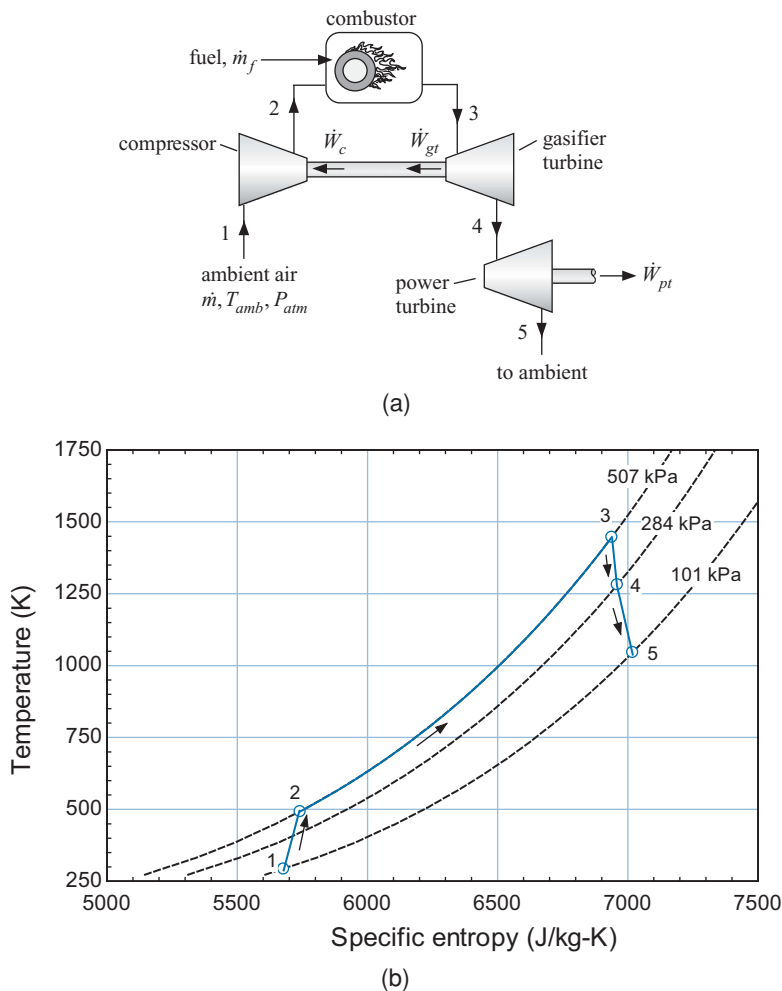 combustor
fuel, ṁ_f
2
3
compressor
Ẇ_c
Ẇ_gt
gasifier
turbine
1
4
ambient air
ṁ, T_amb, P_atm
power
turbine
Ẇ_pt
5
to ambient
(a)
1750
1500
1250
1000
750
500
250
Temperature (K)
507 kPa
3
284 kPa
4
101 kPa
5
2
1
5000
5500
6000
6500
7000
7500
Specific entropy (J/kg-K)
(b)